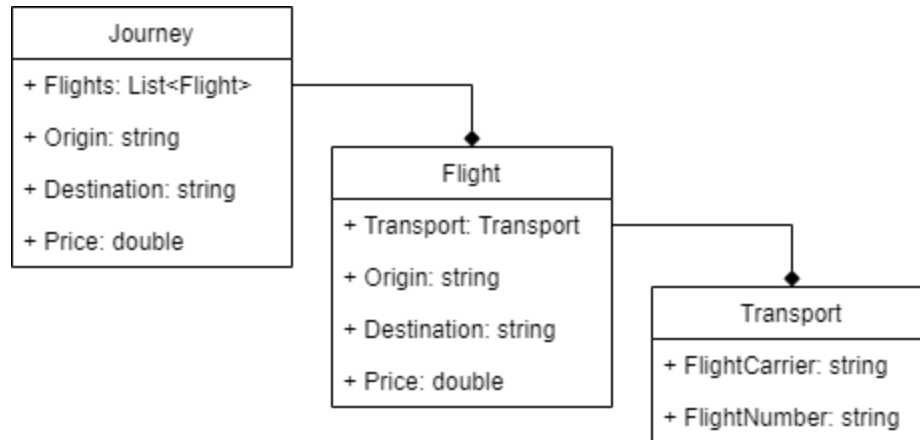 Journey
+ Flights: List<Flight>
+ Origin: string
+ Destination: string
+ Price: double
Flight
+ Transport: Transport
+ Origin: string
+ Destination: string
+ Price: double
Transport
+ FlightCarrier: string
+ FlightNumber: string